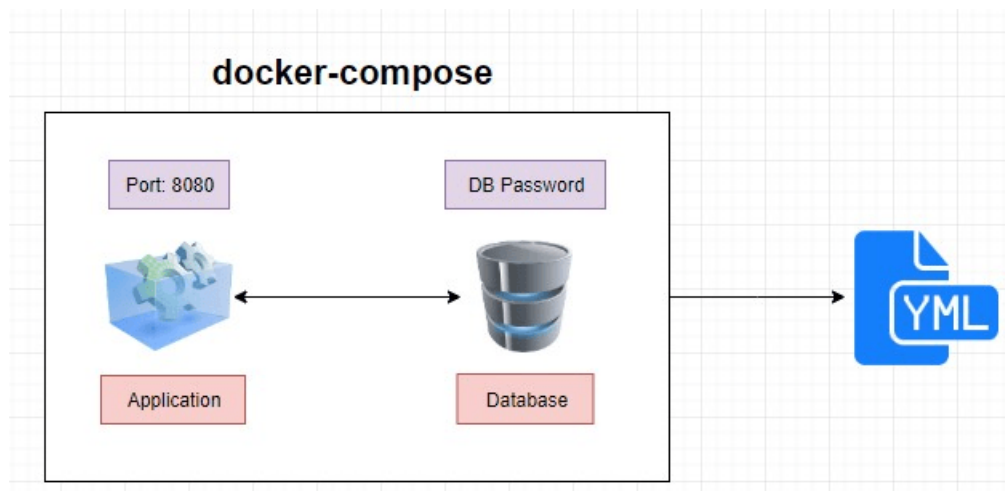 docker-compose
Port: 8080
DB Password
YML
Application
Database